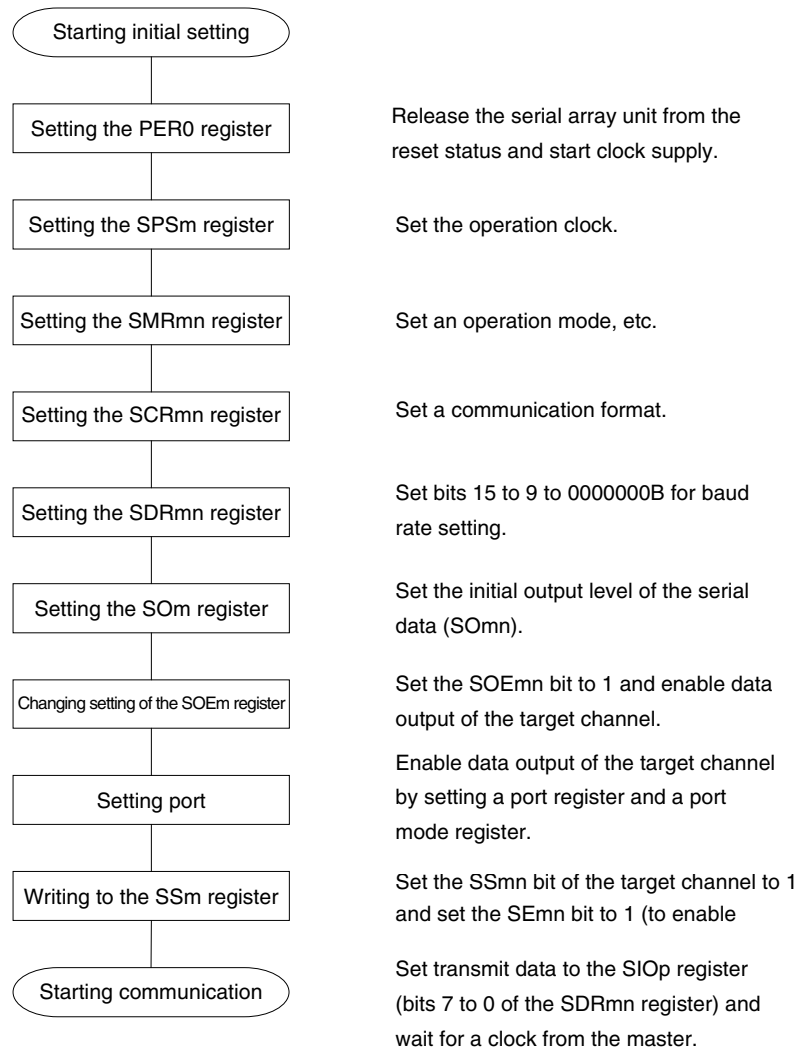 Starting initial setting
Setting the PER0 register
Release the serial array unit from the
reset status and start clock supply.
Setting the SPSm register
Set the operation clock.
Setting the SMRmn register
Set an operation mode, etc.
Setting the SCRmn register
Set a communication format.
Setting the SDRmn register
Set bits 15 to 9 to 0000000B for baud
rate setting.
Setting the SOm register
Set the initial output level of the serial
data (SOmn).
Changing setting of the SOEm register
Set the SOEmn bit to 1 and enable data
output of the target channel.
Setting port
Enable data output of the target channel
by setting a port register and a port
mode register.
Writing to the SSm register
Set the SSmn bit of the target channel to 1
and set the SEmn bit to 1 (to enable
Starting communication
Set transmit data to the SIOp register
(bits 7 to 0 of the SDRmn register) and
wait for a clock from the master.